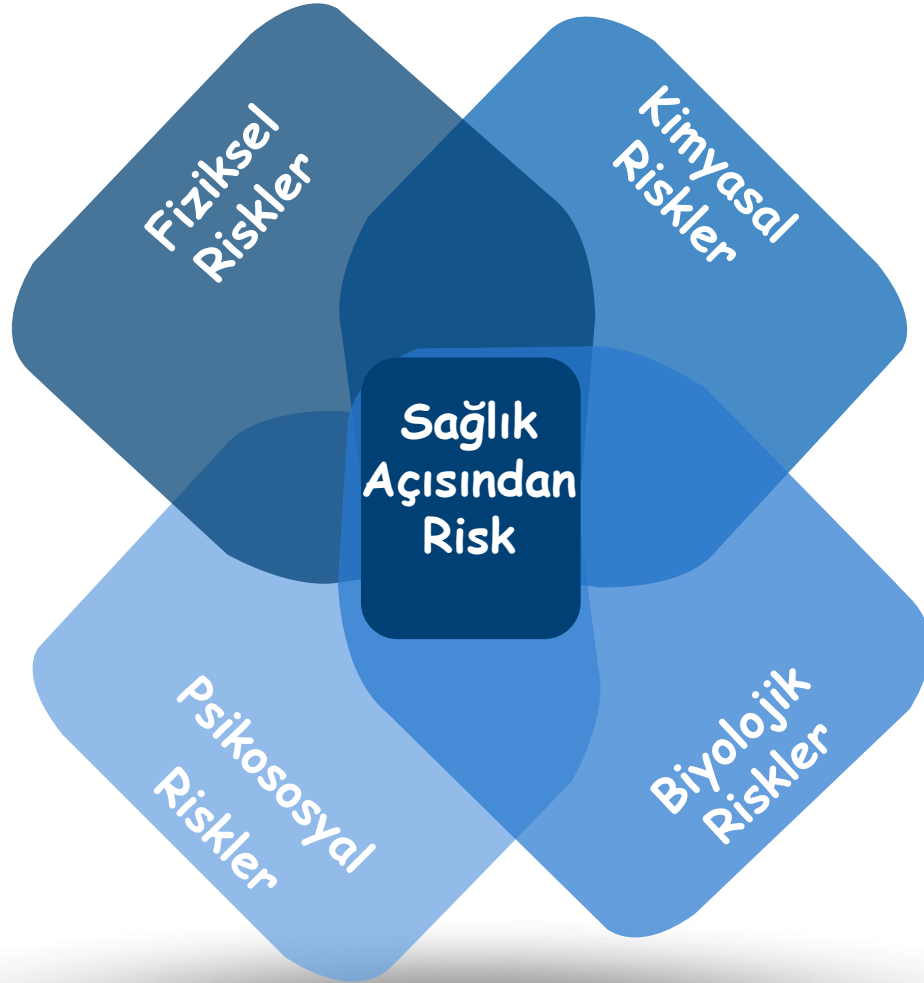 Fiziksel
Riskler
Kimyasal
Riskler
Sağlık
Açısından
Risk
Psikososyal
Riskler
Biyolojik
Riskler